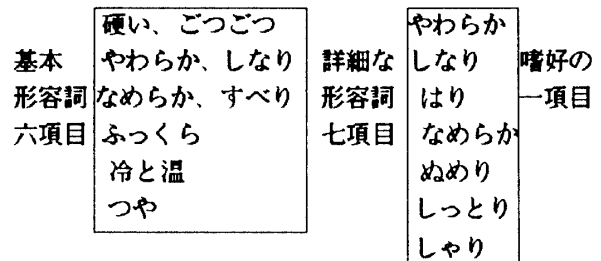 硬い、ごつごつ
やわらか、しなり
なめらか、すべり
ふっくら
冷と温
つや
基本
形容詞
六項目
やわらか
しなり
はり
なめらか
ぬめり
しっとり
しゃり
詳細な
形容詞
七項目
嗜好の
一項目